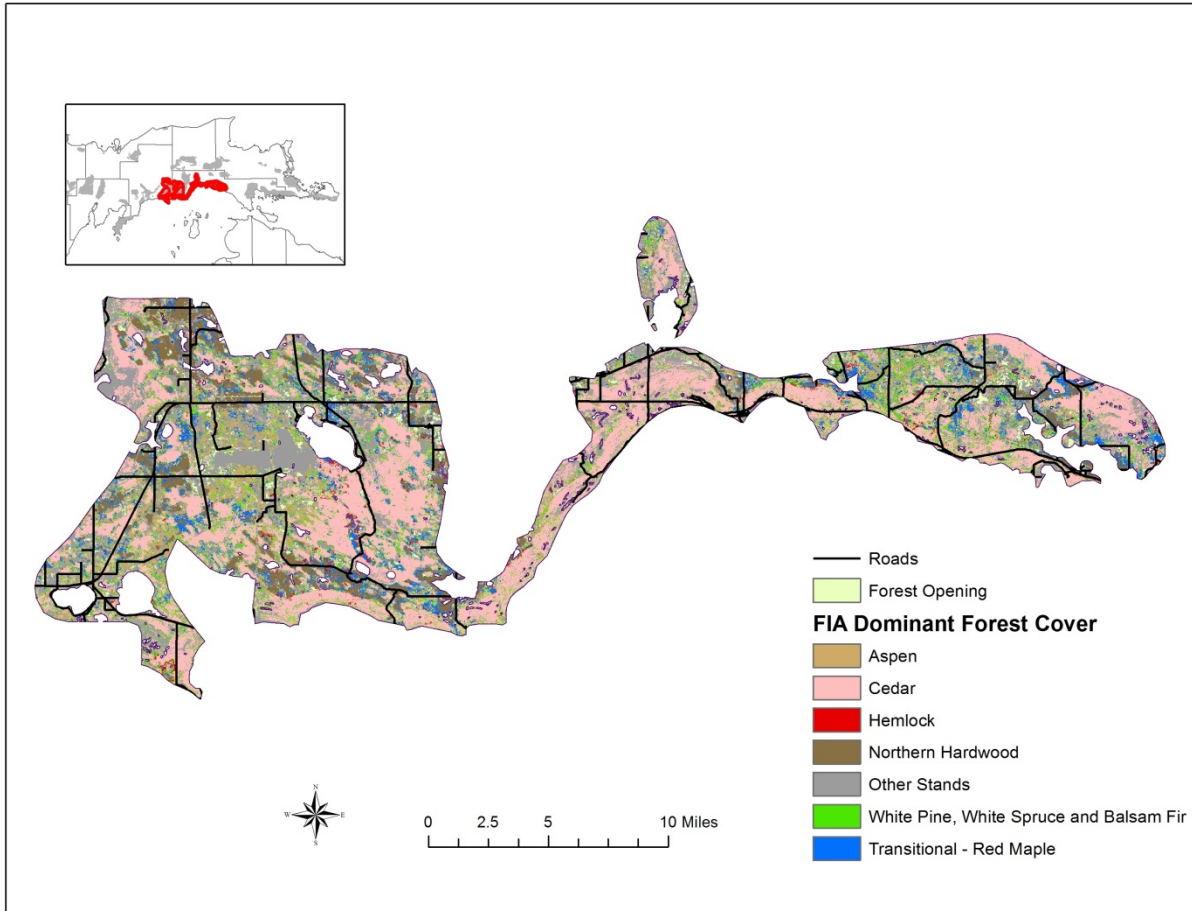 Roads
Forest Opening
FIA Dominant Forest Cover
Aspen
Cedar
Hemlock
Northern Hardwood
Other Stands
White Pine, White Spruce and Balsam Fir
Transitional - Red Maple
N
W E
S
0 2.5 5 10 Miles